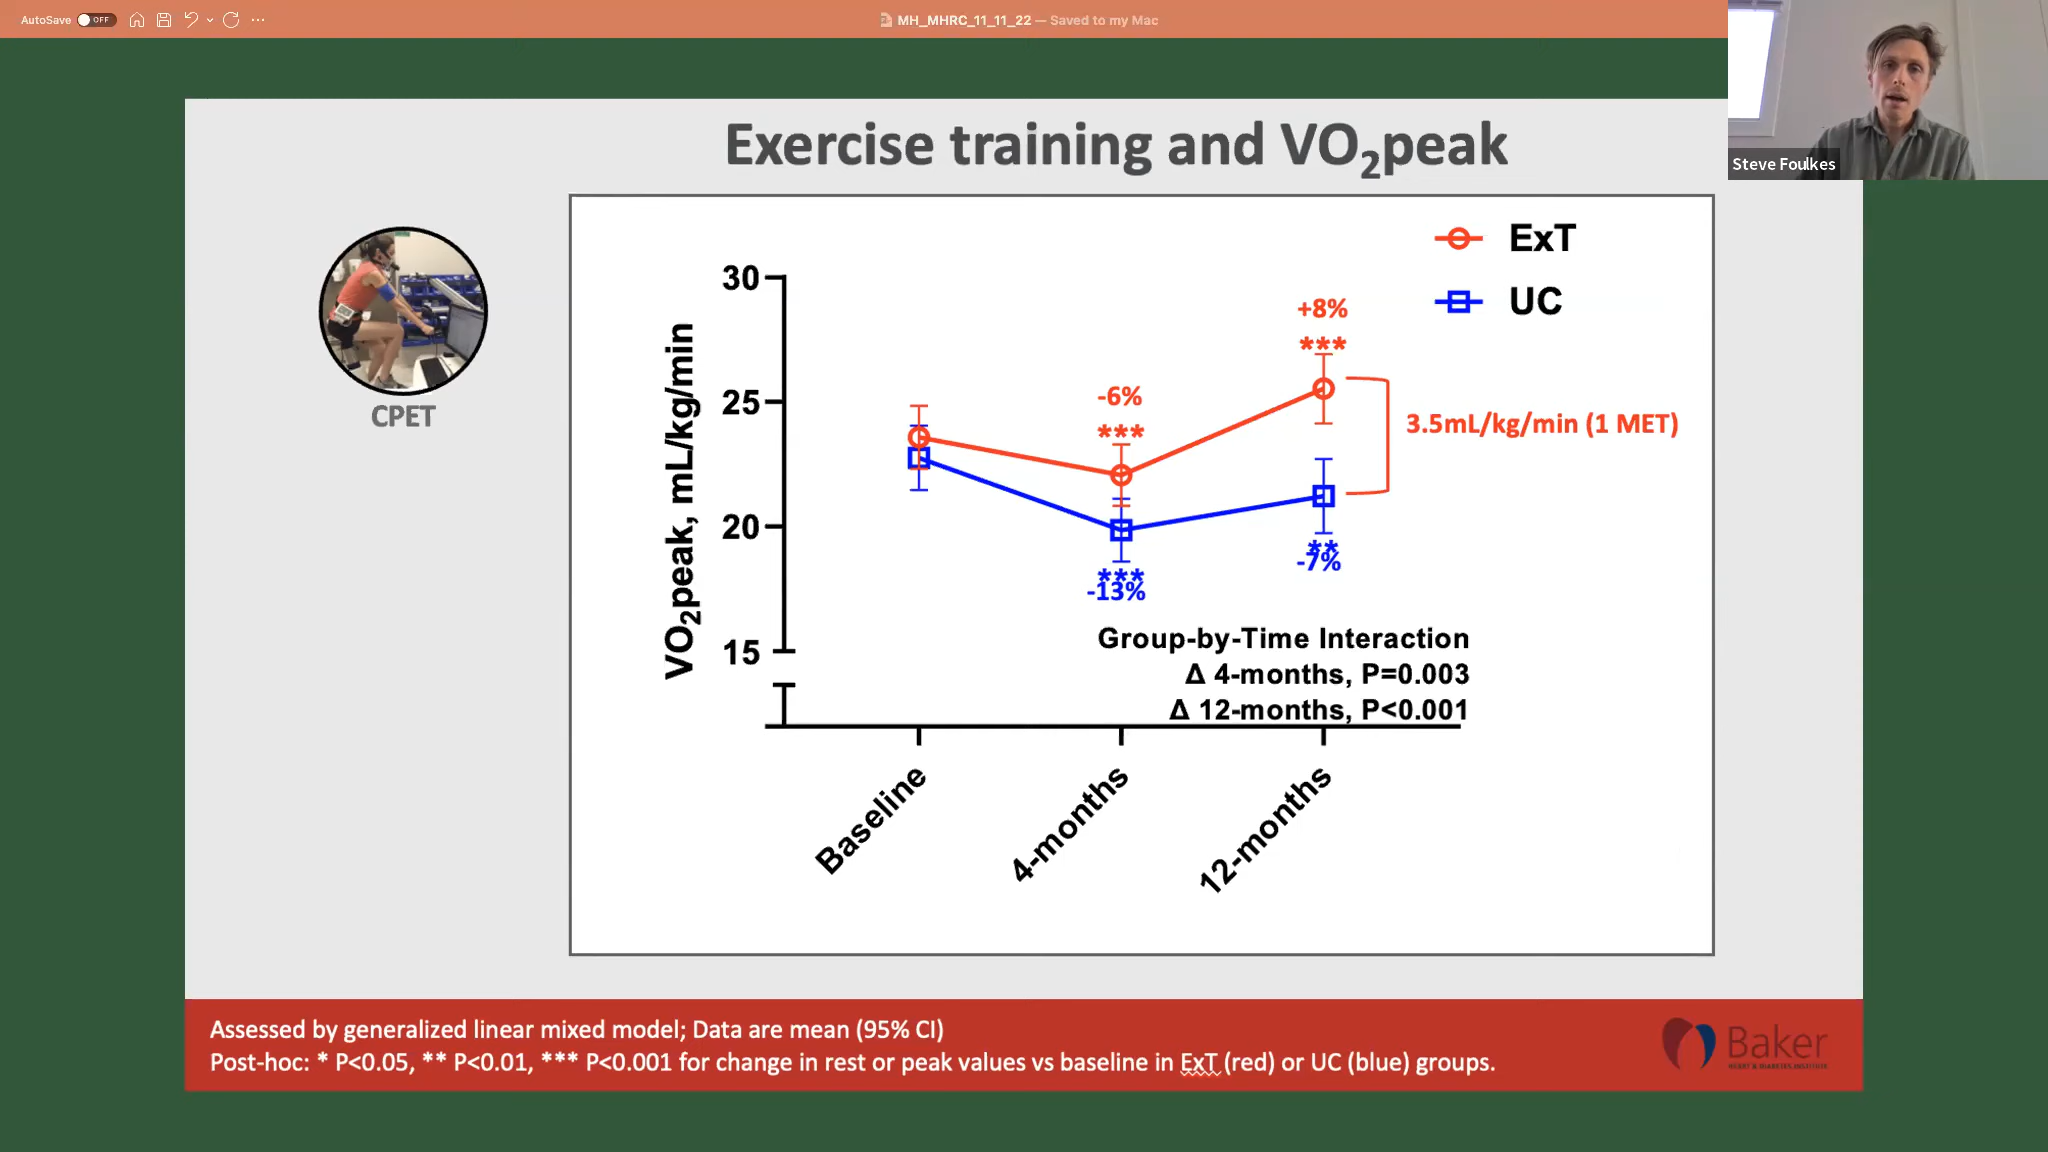 AutoSave OFF
MH_MHRC_11_11_22 — Saved to my Mac
Steve Foulkes
Exercise training and VO2peak
CPET
ExT
UC
VO2peak, mL/kg/min
30
25
20
15
+8%
***
-6%
***
3.5mL/kg/min (1 MET)
***
-13%
**
-7%
Group-by-Time Interaction
Δ 4-months, P=0.003
Δ 12-months, P<0.001
Baseline
4-months
12-months
Assessed by generalized linear mixed model; Data are mean (95% CI)
Post-hoc: * P<0.05, ** P<0.01, *** P<0.001 for change in rest or peak values vs baseline in ExT (red) or UC (blue) groups.
Baker
HEART & DIABETES INSTITUTE